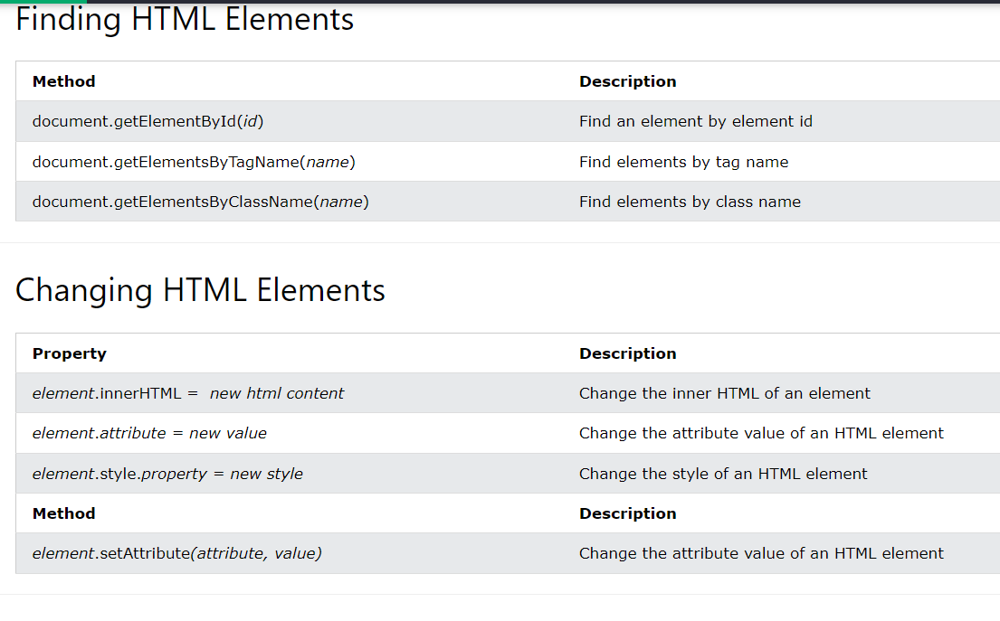 Finding HTML Elements
Method Description
document.getElementById(id) Find an element by element id
document.getElementsByTagName(name) Find elements by tag name
document.getElementsByClassName(name) Find elements by class name
Changing HTML Elements
Property Description
element.innerHTML =  new html content Change the inner HTML of an element
element.attribute = new value Change the attribute value of an HTML element
element.style.property = new style Change the style of an HTML element
Method Description
element.setAttribute(attribute, value) Change the attribute value of an HTML element